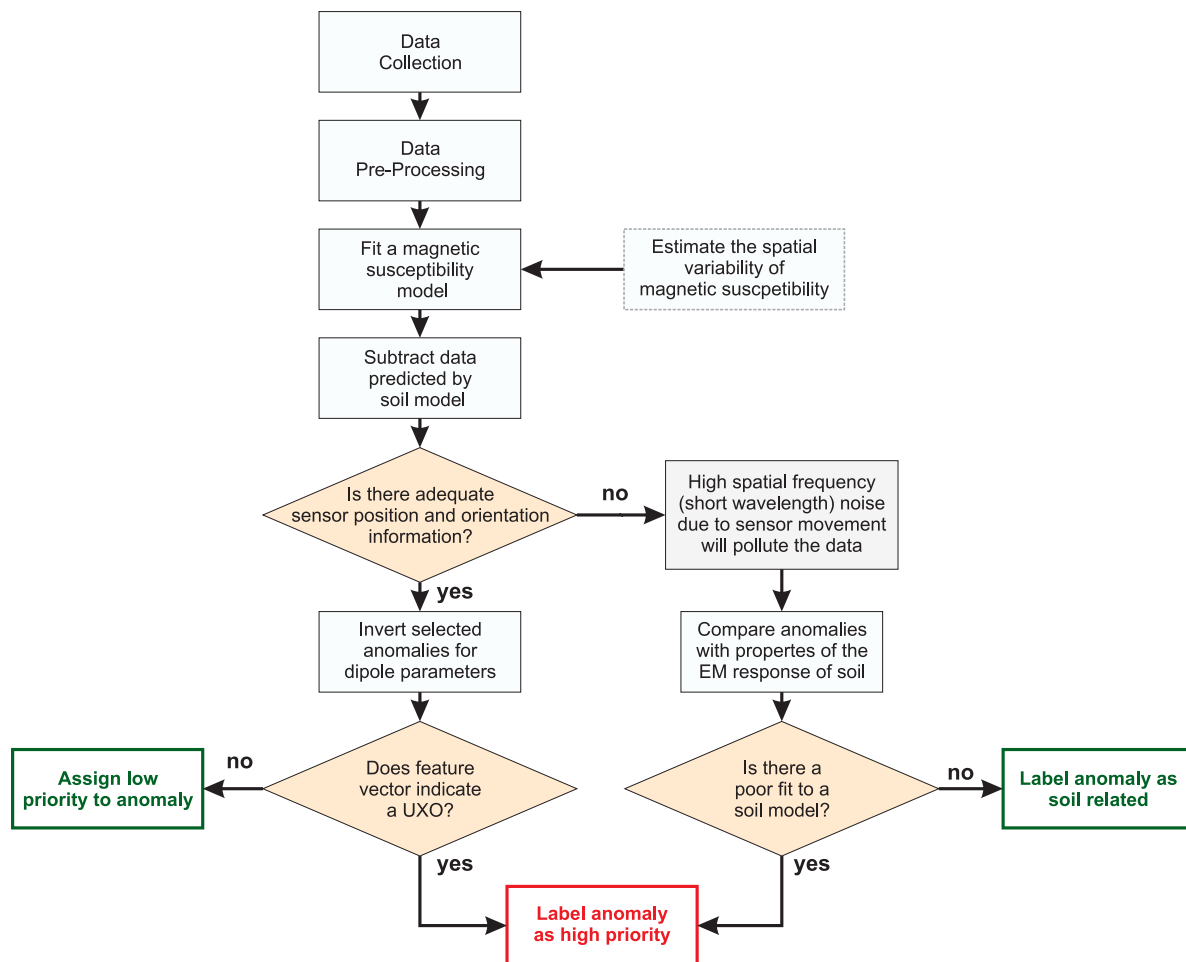 Data
Collection
Data
Pre-Processing
Fit a magnetic
susceptibility
model
Estimate the spatial
variability of
magnetic suscpetibility
Subtract data
predicted by
soil model
Is there adequate
sensor position and orientation
information?
no
High spatial frequency
(short wavelength) noise
due to sensor movement
will pollute the data
yes
Invert selected
anomalies for
dipole parameters
Compare anomalies
with propertes of the
EM response of soil
Assign low
priority to anomaly
no
Does feature
vector indicate
a UXO?
Is there a
poor fit to a
soil model?
no
Label anomaly as
soil related
yes
yes
Label anomaly
as high priority